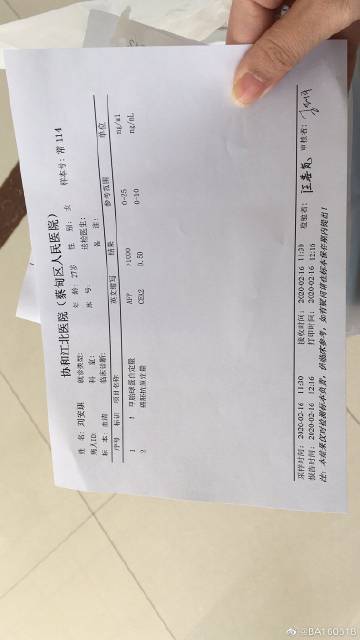 协和江北医院（蔡甸区人民医院）
姓 名: 刘安琪 就诊类型: 年 龄 27岁 性 别: 女 样本号: 常 114
病人ID: 科 室: 床 号 送检医生:
标 本: 血清 临床诊断: 备 注:
序号 标识 项目名称 英文缩写 结果 参考范围 单位
1 ↑ 甲胎球蛋白定量 AFP >1000 0-25 ng/ml
2 癌胚抗原定量 CEO2 0.50 0-10 ng/mL
采样时间: 2020-02-16 11:30 接收时间: 2020-02-16 11:30 检验者: 审核者:
报告时间: 2020-02-16 12:16 打印时间: 2020-02-16 12:16
注: 本结果仅对检测标本负责, 供临床参考, 如有疑问请在标本保存期内提出!
@BA160518